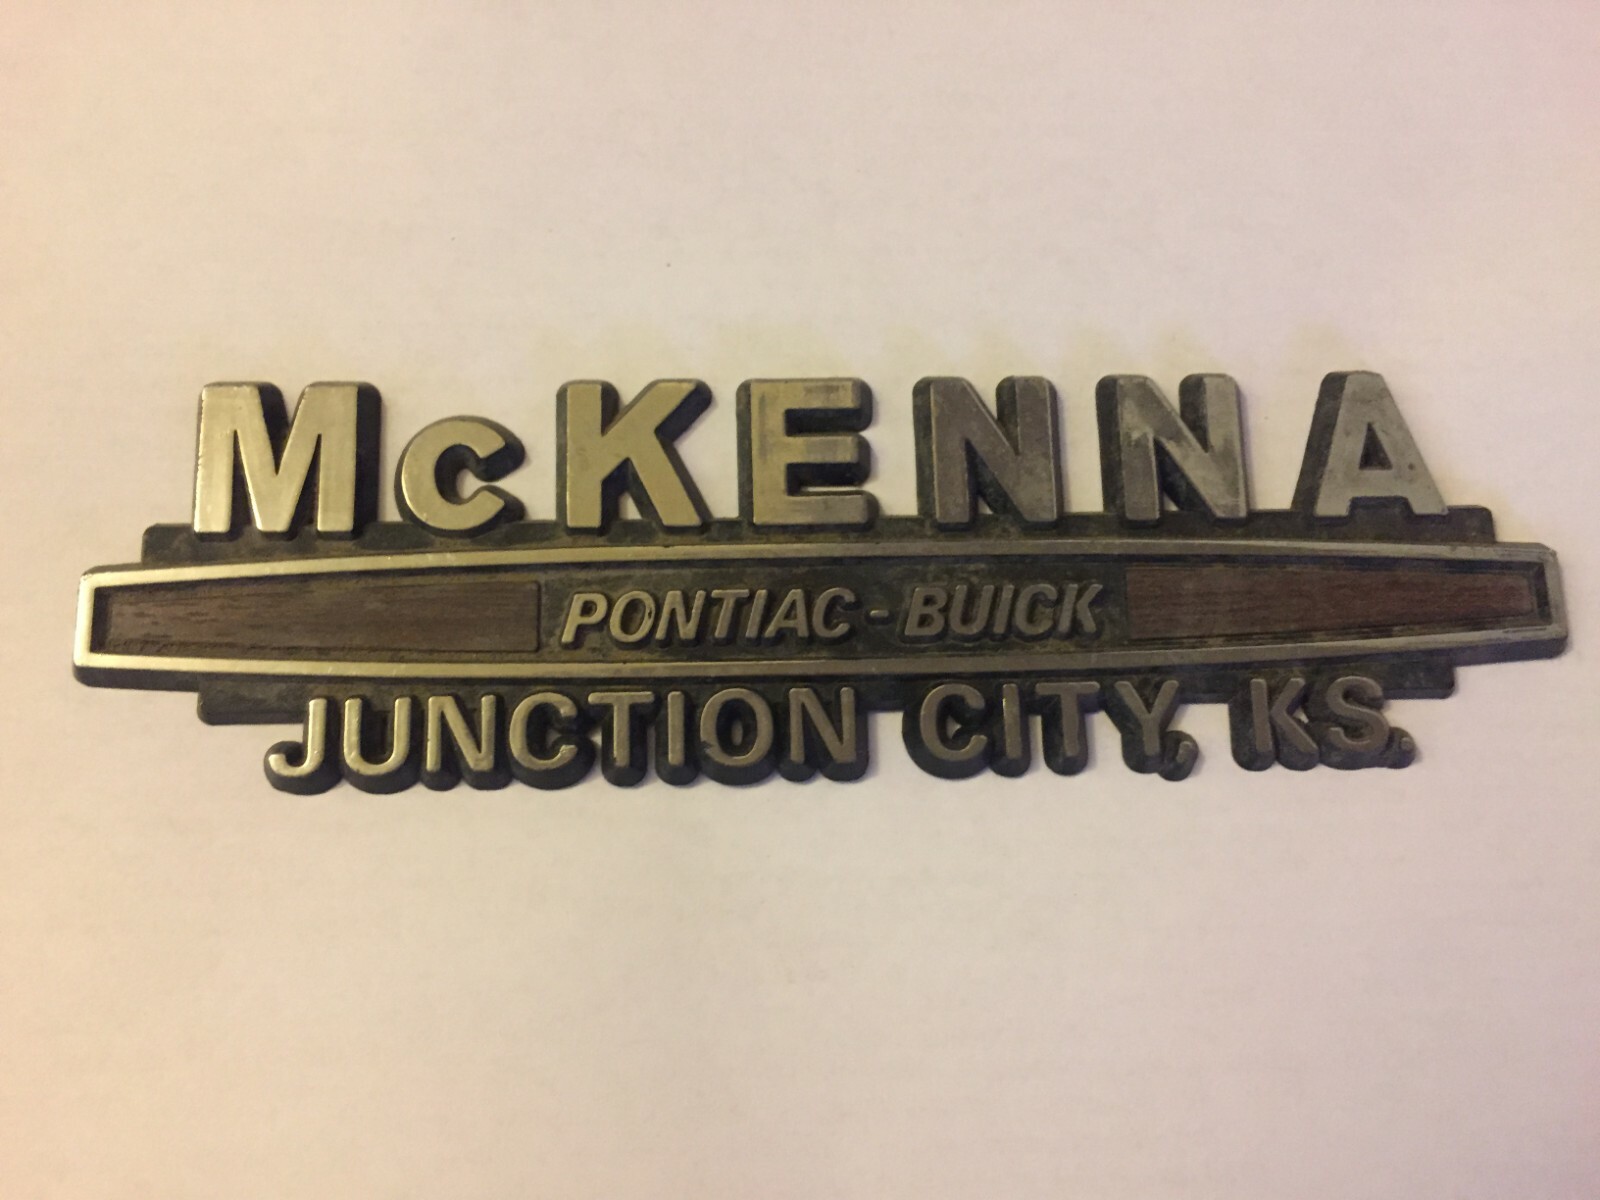 McKENNA
PONTIAC-BUICK
JUNCTION CITY, KS.